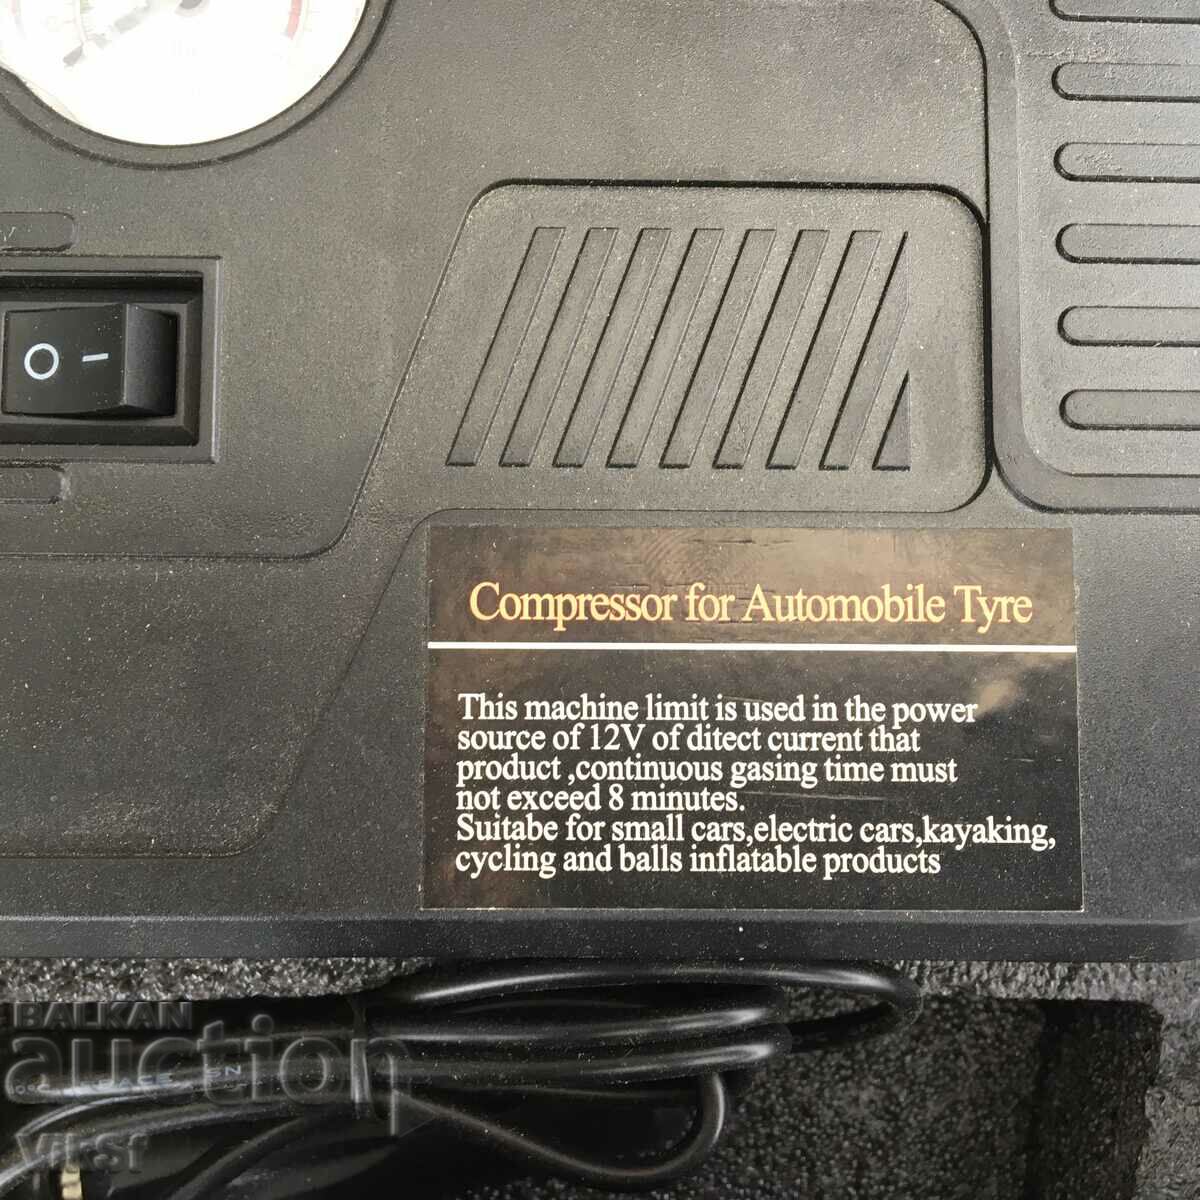 Compressor for Automobile Tyre
This machine limit is used in the power
source of 12V of ditect current that
product ,continuous gasing time must
not exceed 8 minutes.
Suitabe for small cars,electric cars,kayaking,
cycling and balls inflatable products
BALKAN
auction
VikSf